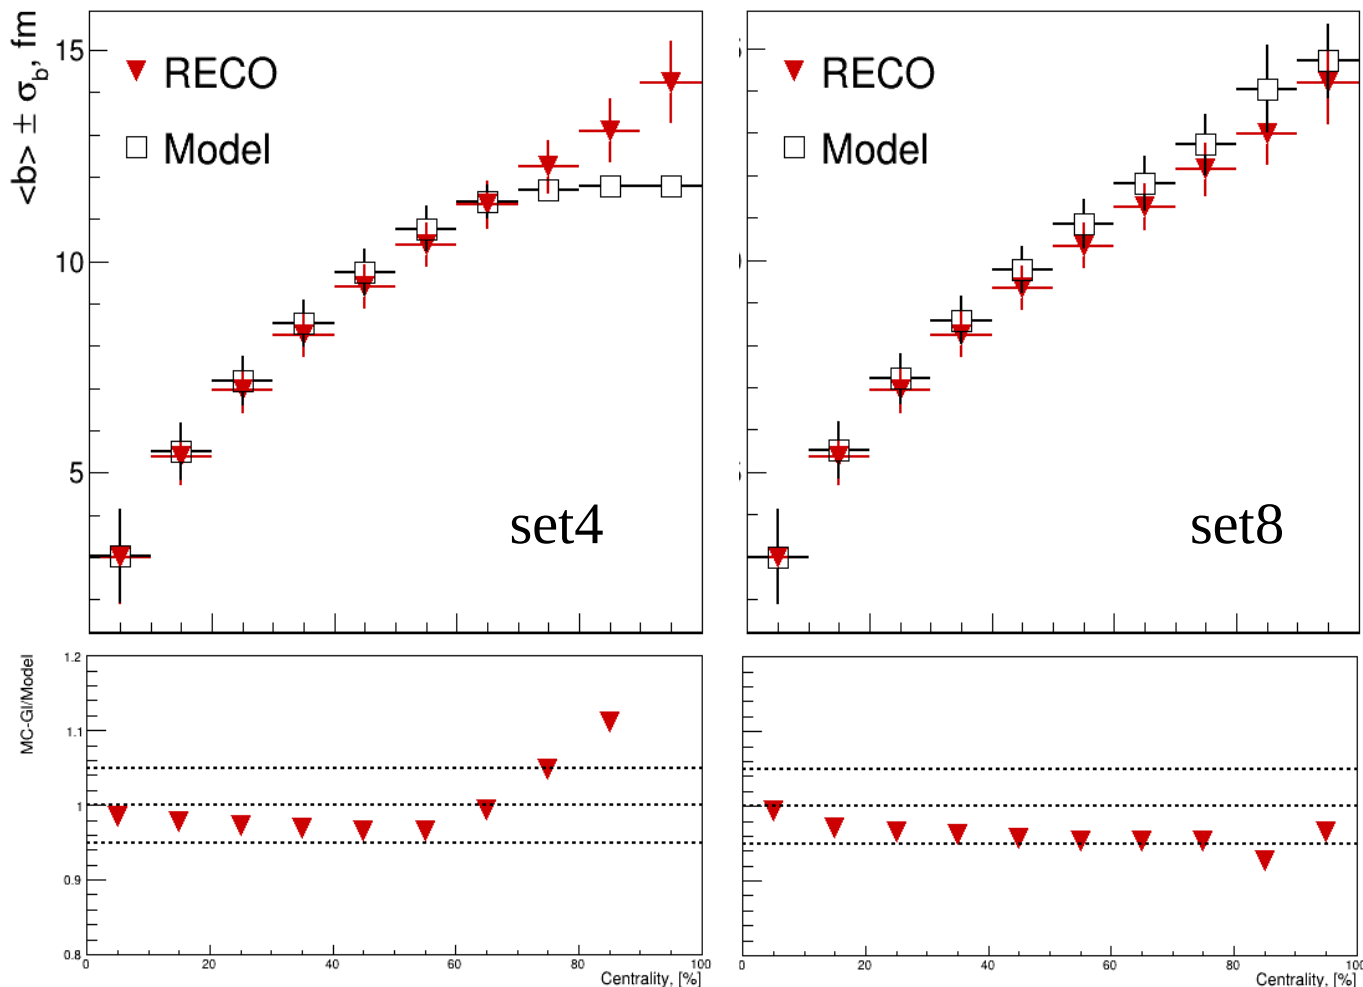 <b> ± σb, fm
15
10
5
RECO
Model
set4
RECO
Model
set8
MC-Gl/Model
1.2
1.1
1
0.9
0.8
0 20 40 60 80 100
Centrality, [%]
0 20 40 60 80 100
Centrality, [%]